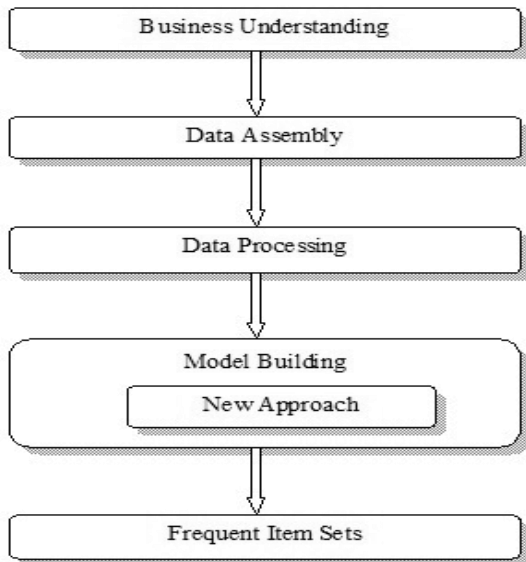 Business Understanding
Data Assembly
Data Processing
Model Building
New Approach
Frequent Item Sets